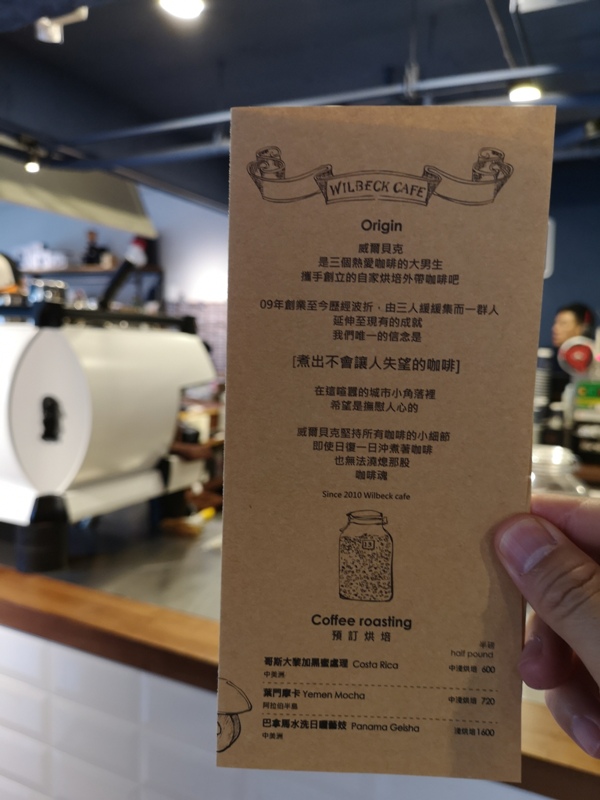 WILBECK CAFE
Origin
威爾貝克
是三個熱愛咖啡的大男生
攜手創立的自家烘培外帶咖啡吧
09年創業至今歷經波折，由三人緩緩集而一群人
延伸至現有的成就
我們唯一的信念是
[煮出不會讓人失望的咖啡]
在這喧囂的城市小角落裡
希望是撫慰人心的
威爾貝克堅持所有咖啡的小細節
即使日復一日沖煮著咖啡
也無法澆熄那股
咖啡魂
Since 2010 Wilbeck cafe
Coffee roasting
預訂烘培
半磅
half pound
哥斯大黎加黑蜜處理 Costa Rica 中淺烘培 600
中美洲
葉門摩卡 Yemen Mocha 中淺烘培 720
阿拉伯半島
巴拿馬水洗日曬藝妓 Panama Geisha 淺烘培 1600
中美洲